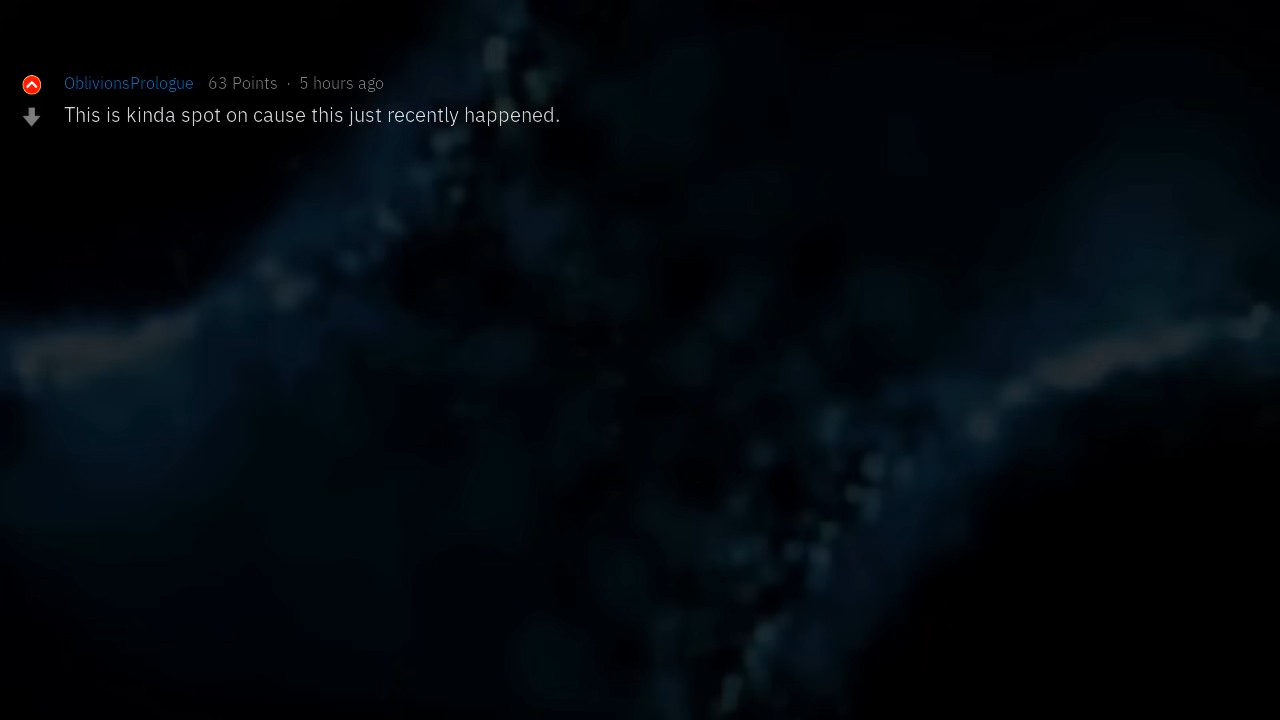 OblivionsPrologue 63 Points · 5 hours ago
This is kinda spot on cause this just recently happened.